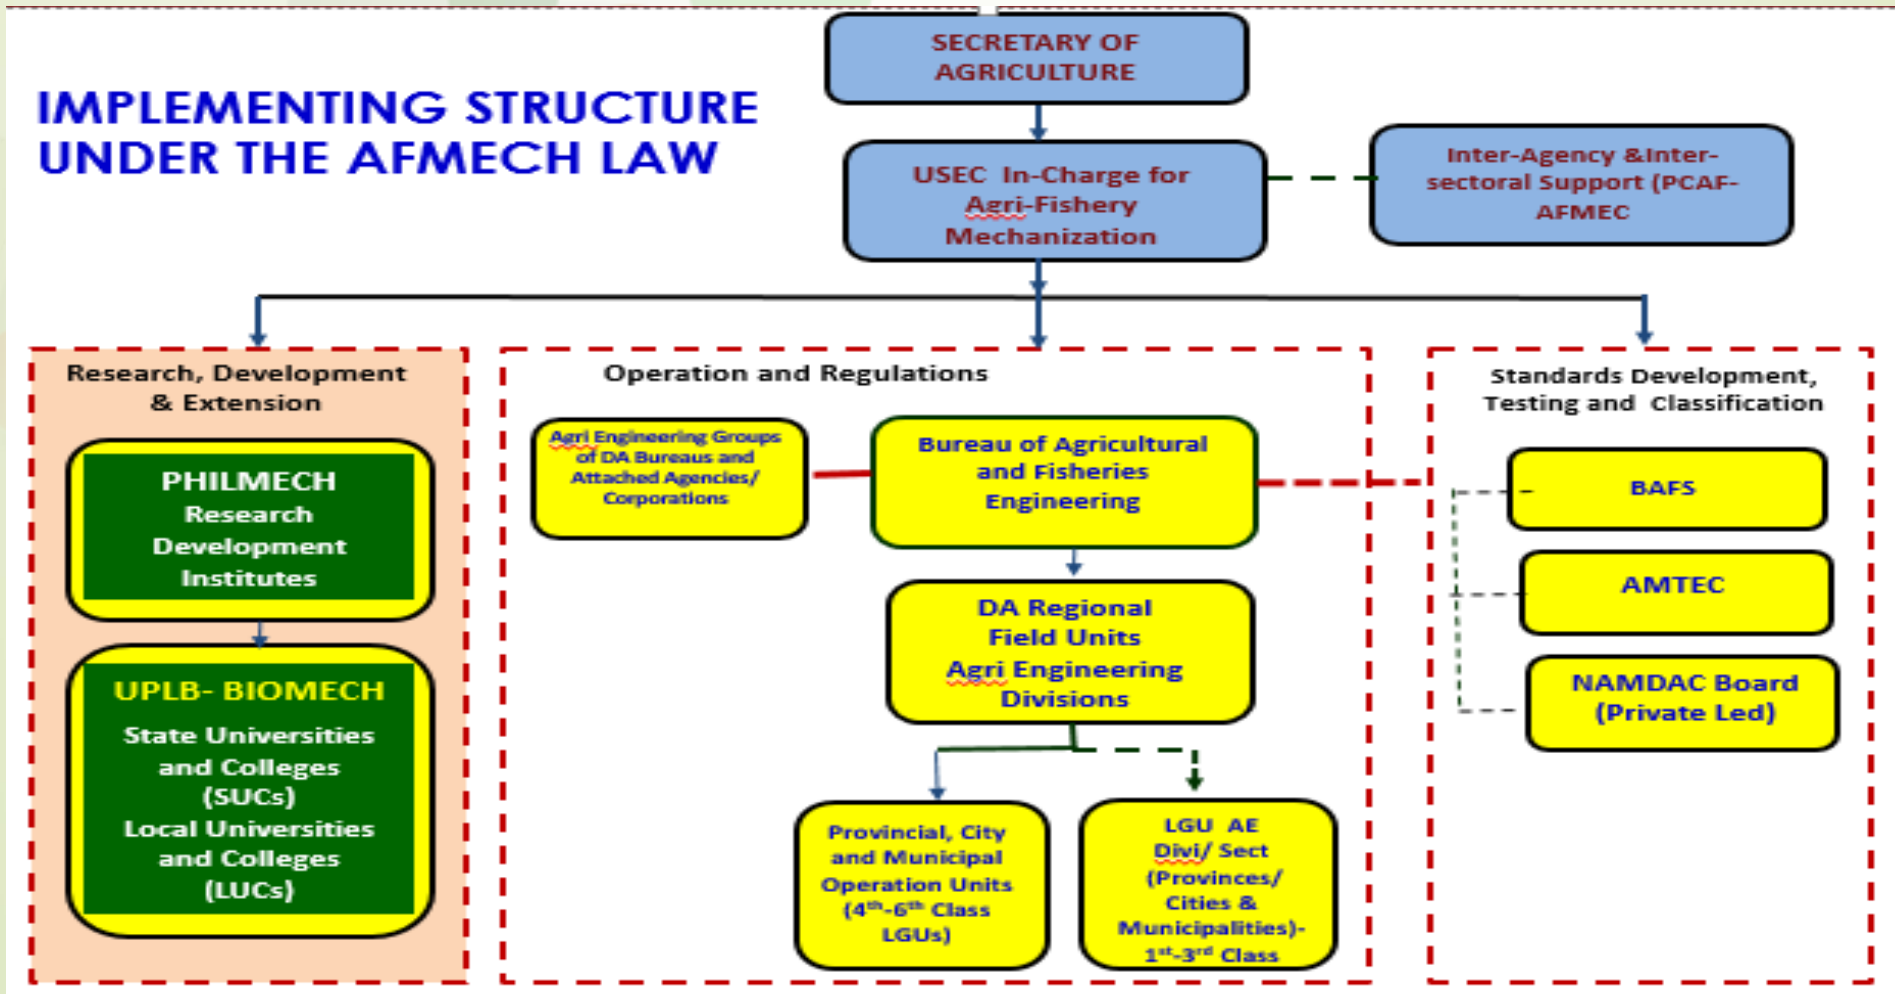 IMPLEMENTING STRUCTURE
UNDER THE AFMECH LAW
SECRETARY OF
AGRICULTURE
USEC In-Charge for
Agri-Fishery
Mechanization
Inter-Agency &Inter-
sectoral Support (PCAF-
AFMEC
Research, Development
& Extension
PHILMECH
Research
Development
Institutes
UPLB- BIOMECH
State Universities
and Colleges
(SUCs)
Local Universities
and Colleges
(LUCs)
Operation and Regulations
Agri Engineering Groups
of DA Bureaus and
Attached Agencies/
Corporations
Bureau of Agricultural
and Fisheries
Engineering
DA Regional
Field Units
Agri Engineering
Divisions
Provincial, City
and Municipal
Operation Units
(4th-6th Class
LGUs)
LGU AE
Divi/ Sect
(Provinces/
Cities &
Municipalities)-
1st-3rd Class
Standards Development,
Testing and Classification
BAFS
AMTEC
NAMDAC Board
(Private Led)